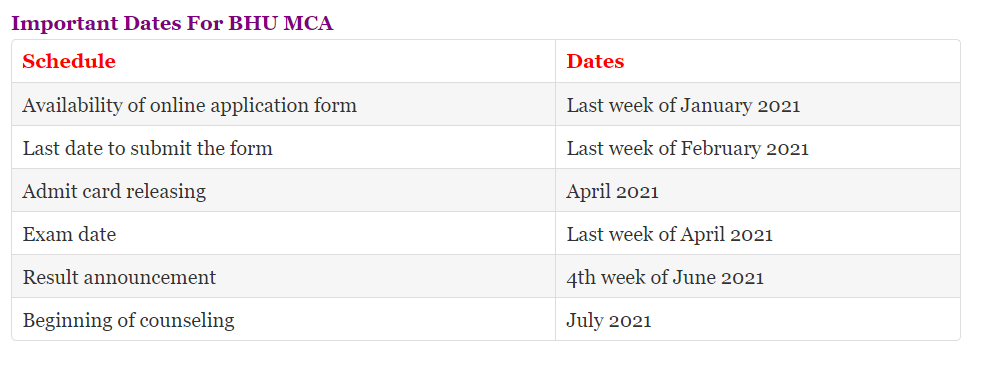 Important Dates For BHU MCA
Schedule Dates
Availability of online application form Last week of January 2021
Last date to submit the form Last week of February 2021
Admit card releasing April 2021
Exam date Last week of April 2021
Result announcement 4th week of June 2021
Beginning of counseling July 2021